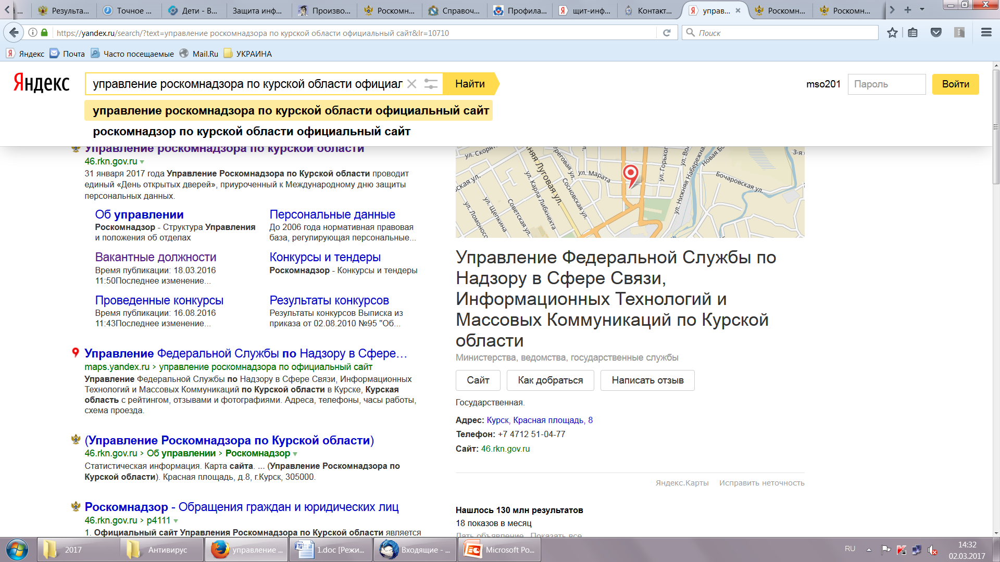 й ...
Результа...
Точное ...
Дети - В...
Защита инф...
Произво...
Роскомн...
Справоч...
Профила...
щит-инф...
Контакт...
управ...
Роскомн...
Роскомн...
https://yandex.ru/search/?text=управление роскомнадзора по курской области официальный сайт&lr=10710
Поиск
Яндекс
Почта
Часто посещаемые
Mail.Ru
УКРАИНА
Яндекс
управление роскомнадзора по курской области официал
Найти
mso201
Пароль
Войти
управление роскомнадзора по курской области официальный сайт
роскомнадзор по курской области официальный сайт
Управление роскомнадзора по курской области
46.rkn.gov.ru
31 января 2017 года Управление Роскомнадзора по Курской области проводит
единый «День открытых дверей», приуроченный к Международному дню защиты
персональных данных.
Об управлении
Роскомнадзор - Структура Управления
и положения об отделах
Персональные данные
До 2006 года нормативная правовая
база, регулирующая персональные...
Вакантные должности
Время публикации: 18.03.2016
11:50Последнее изменение...
Конкурсы и тендеры
Роскомнадзор - Конкурсы и тендеры
Проведенные конкурсы
Время публикации: 16.08.2016
11:43Последнее изменение...
Результаты конкурсов
Результаты конкурсов Выписка из
приказа от 02.08.2010 №95 "Об...
Управление Федеральной Службы по Надзору в Сфере...
maps.yandex.ru › управление роскомнадзора по официальный сайт
Управление Федеральной Службы по Надзору в Сфере Связи, Информационных
Технологий и Массовых Коммуникаций по Курской области в Курске, Курская
область с рейтингом, отзывами и фотографиями. Адреса, телефоны, часы работы,
схема проезда.
(Управление Роскомнадзора по Курской области)
46.rkn.gov.ru › Об управлении › Роскомнадзор
Статистическая информация. Карта сайта. ... (Управление Роскомнадзора по
Курской области). Красная площадь, д.8, г.Курск, 305000.
Роскомнадзор - Обращения граждан и юридических лиц
46.rkn.gov.ru › p4111
1. Официальный сайт Управления Роскомнадзора по Курской области является
ул. Скорят
няя Луговая ул.
ереговая ул.
ул. Марата
ул. Горьког
ул. Вол
Новая Бо
3-я
Бочаровская ул.
ская ул.
ул. Карла Либкнехта
Сосновская ул.
ул. Нижняя Набережная
ул. Щепкина
Советская ул.
ул. Ломонос
Управление Федеральной Службы по
Надзору в Сфере Связи,
Информационных Технологий и
Массовых Коммуникаций по Курской
области
Министерства, ведомства, государственные службы
Сайт
Как добраться
Написать отзыв
Государственная.
Адрес: Курск, Красная площадь, 8
Телефон: +7 4712 51-04-77
Сайт: 46.rkn.gov.ru
Яндекс.Карты
Исправить неточность
Нашлось 130 млн результатов
18 показов в месяц
Дать объявление
Показать все
2017
Антивирус
управление ...
1.doc [Режи...
Входящие - ...
Microsoft Po...
RU
14:32
02.03.2017